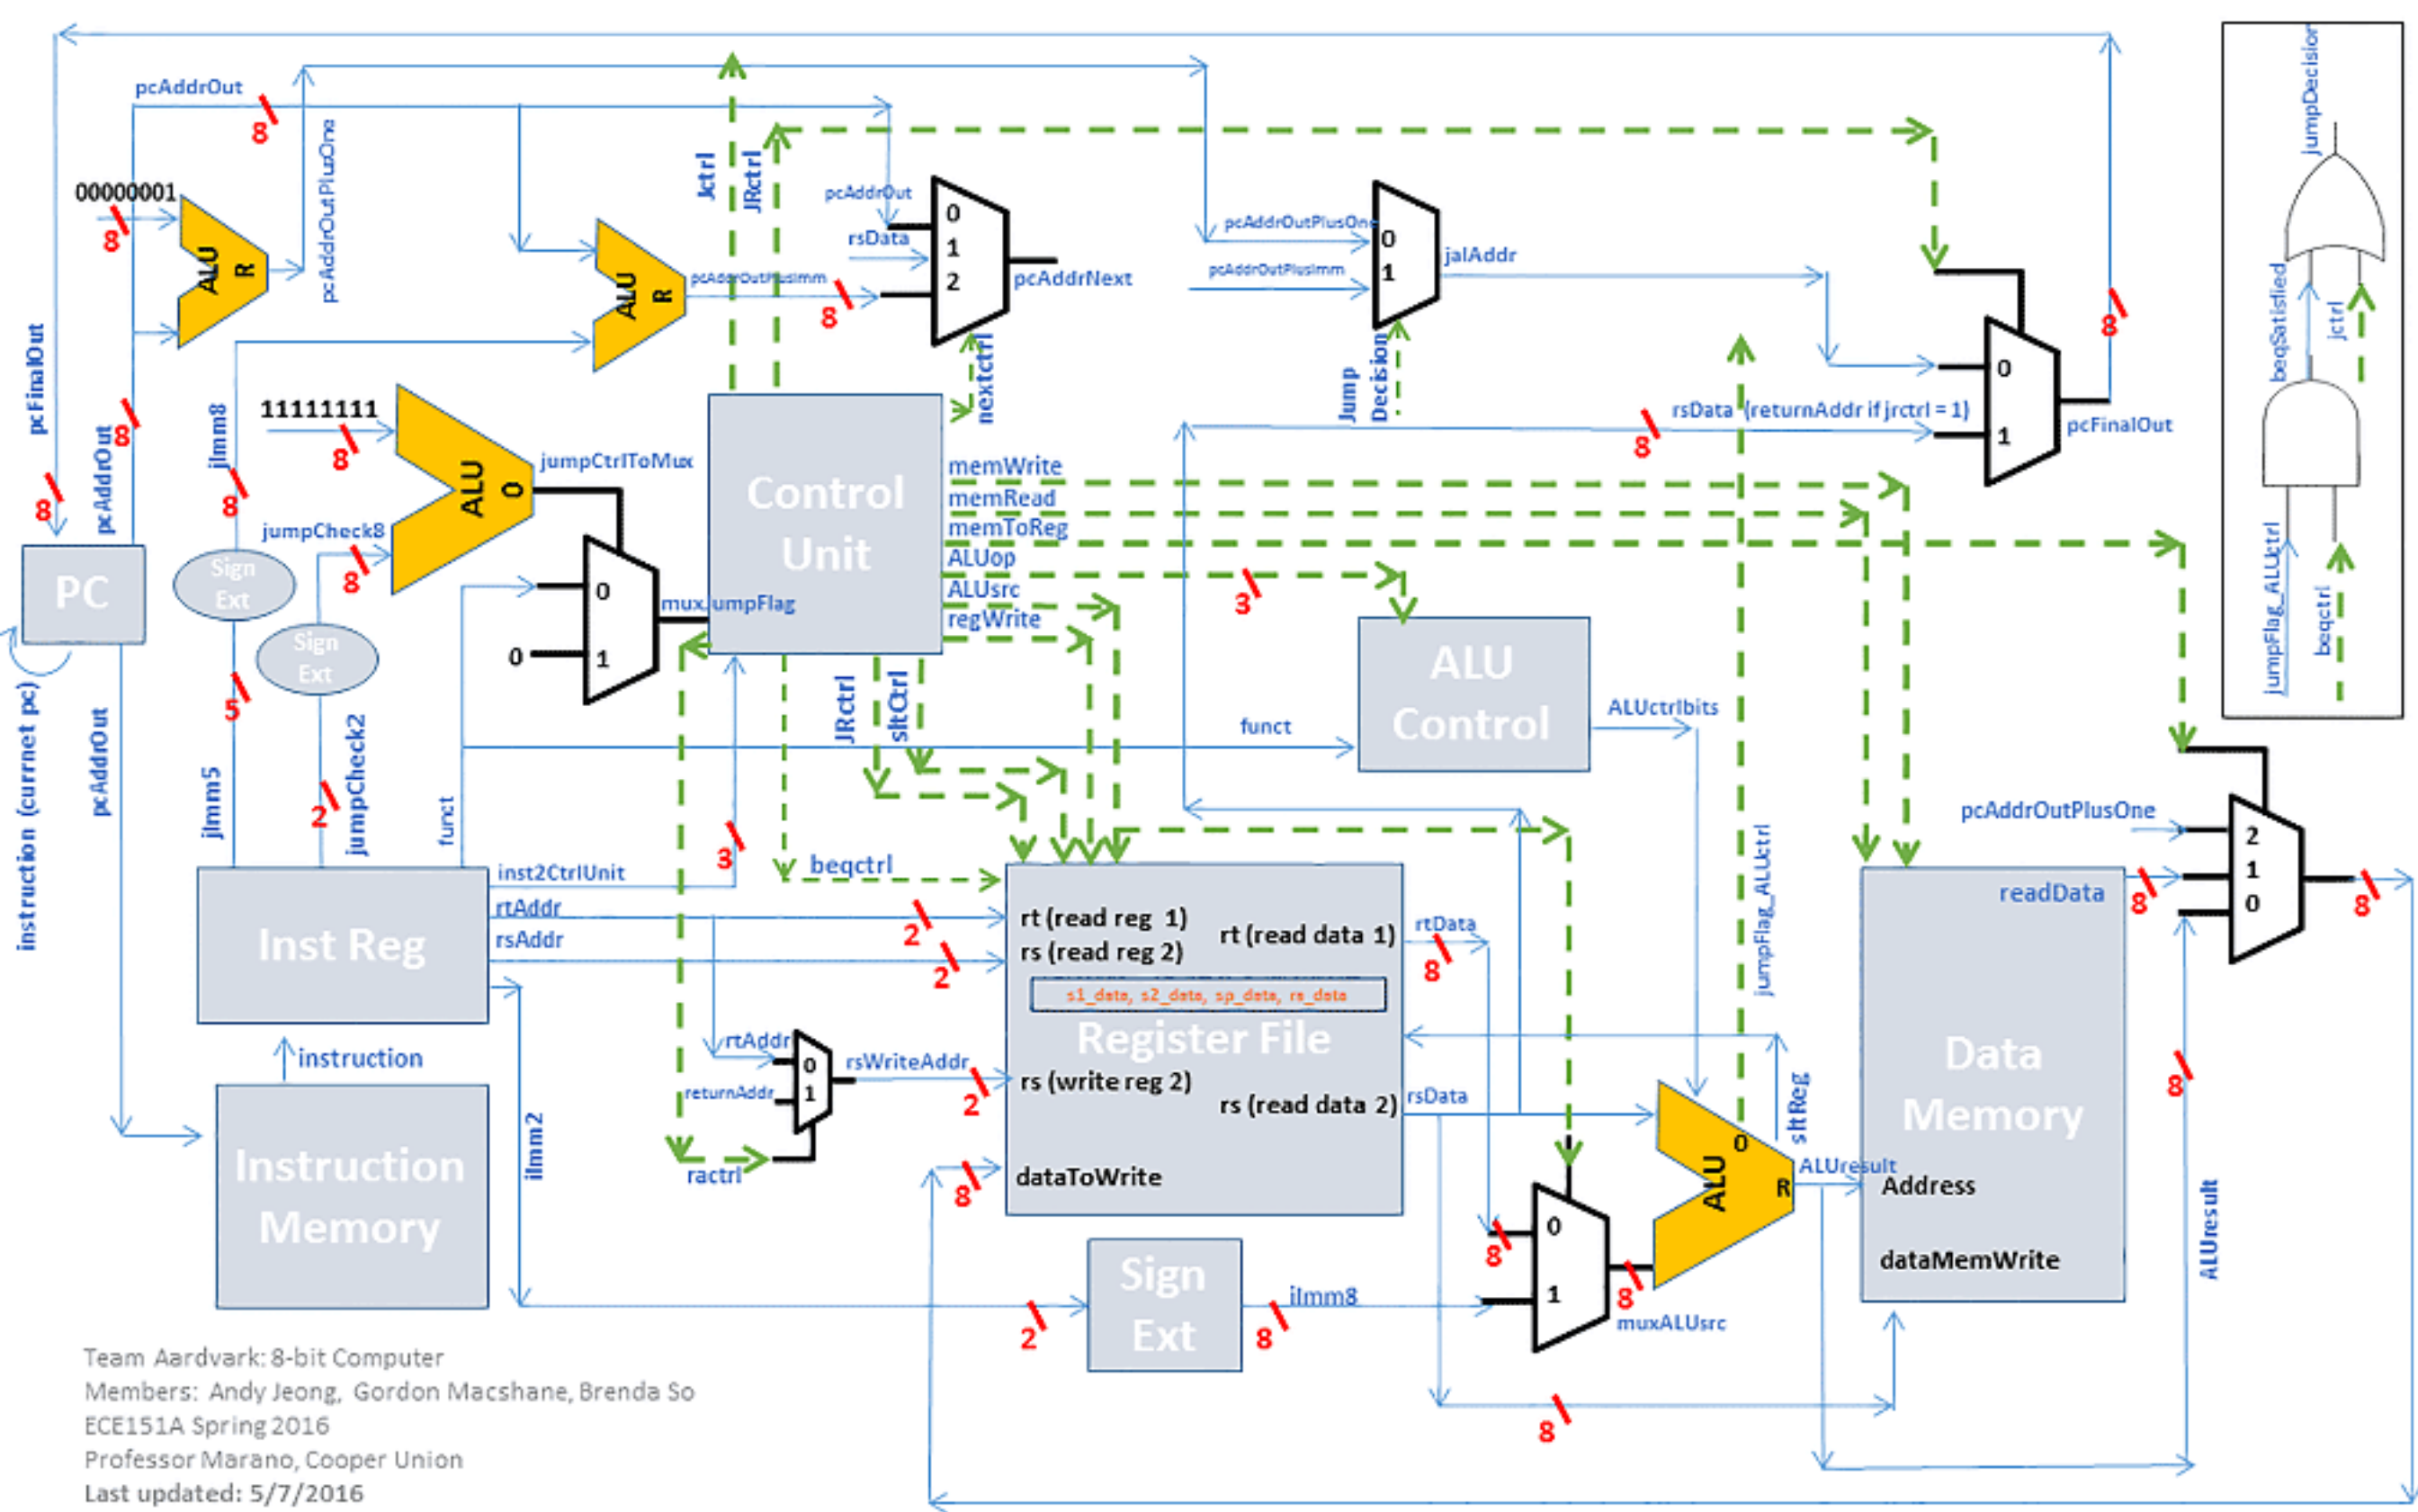 pcAddrOut
8
00000001
8
ALU
R
pcAddrOutPlusOne
Jctrl
JRctrl
ALU
R
pcAddrOutPlusImm
8
pcAddrOut
rsData
0
1
2
pcAddrNext
nextctrl
pcAddrOutPlusOne
pcAddrOutPlusImm
0
1
jalAddr
Jump
Decision
rsData (returnAddr if jrctrl = 1)
8
0
1
pcFinalOut
8
jumpDecision
beqSatisfied
jctrl
jumpFlag_ALUctrl
beqctrl
pcFinalOut
8
pcAddrOut
8
jImm8
8
11111111
8
ALU
0
jumpCtrlToMux
jumpCheck8
8
PC
Sign
Ext
Sign
Ext
0
0
1
muxJumpFlag
Control
Unit
memWrite
memRead
memToReg
ALUop
ALUsrc
regWrite
3
ALU
Control
funct
ALUctrlbits
instruction (currnet pc)
pcAddrOut
jImm5
5
2
jumpCheck2
funct
JRctrl
sltCtrl
3
beqctrl
inst2CtrlUnit
rtAddr
rsAddr
2
2
Inst Reg
instruction
Instruction
Memory
iImm2
rtAddr
returnAddr
0
1
ractrl
rsWriteAddr
2
rt (read reg 1)
rs (read reg 2)
rt (read data 1)
s1_data, s2_data, sp_data, ra_data
Register File
rs (write reg 2)
rs (read data 2)
dataToWrite
8
rtData
8
rsData
jumpFlag_ALUctrl
sltReg
ALU
0
R
ALUresult
Data
Memory
readData
Address
dataMemWrite
8
pcAddrOutPlusOne
2
1
0
8
8
ALUresult
2
Sign
Ext
8
iImm8
8
0
1
8
muxALUsrc
8
Team Aardvark: 8-bit Computer
Members: Andy Jeong, Gordon Macshane, Brenda So
ECE151A Spring 2016
Professor Marano, Cooper Union
Last updated: 5/7/2016